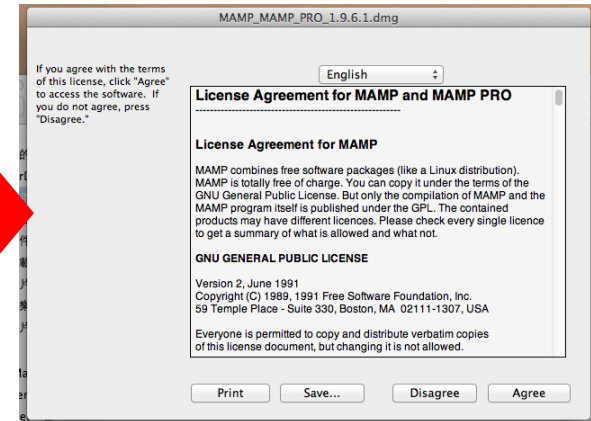 MAMP_MAMP_PRO_1.9.6.1.dmg
If you agree with the terms
of this license, click "Agree"
to access the software. If
you do not agree, press
"Disagree."
English
License Agreement for MAMP and MAMP PRO
------------------------------------------------------------
License Agreement for MAMP
MAMP combines free software packages (like a Linux distribution).
MAMP is totally free of charge. You can copy it under the terms of the
GNU General Public License. But only the compilation of MAMP and the
MAMP program itself is published under the GPL. The contained
products may have different licences. Please check every single licence
to get a summary of what is allowed and what not.
GNU GENERAL PUBLIC LICENSE
Version 2, June 1991
Copyright (C) 1989, 1991 Free Software Foundation, Inc.
59 Temple Place - Suite 330, Boston, MA 02111-1307, USA
Everyone is permitted to copy and distribute verbatim copies
of this license document, but changing it is not allowed.
Print
Save...
Disagree
Agree